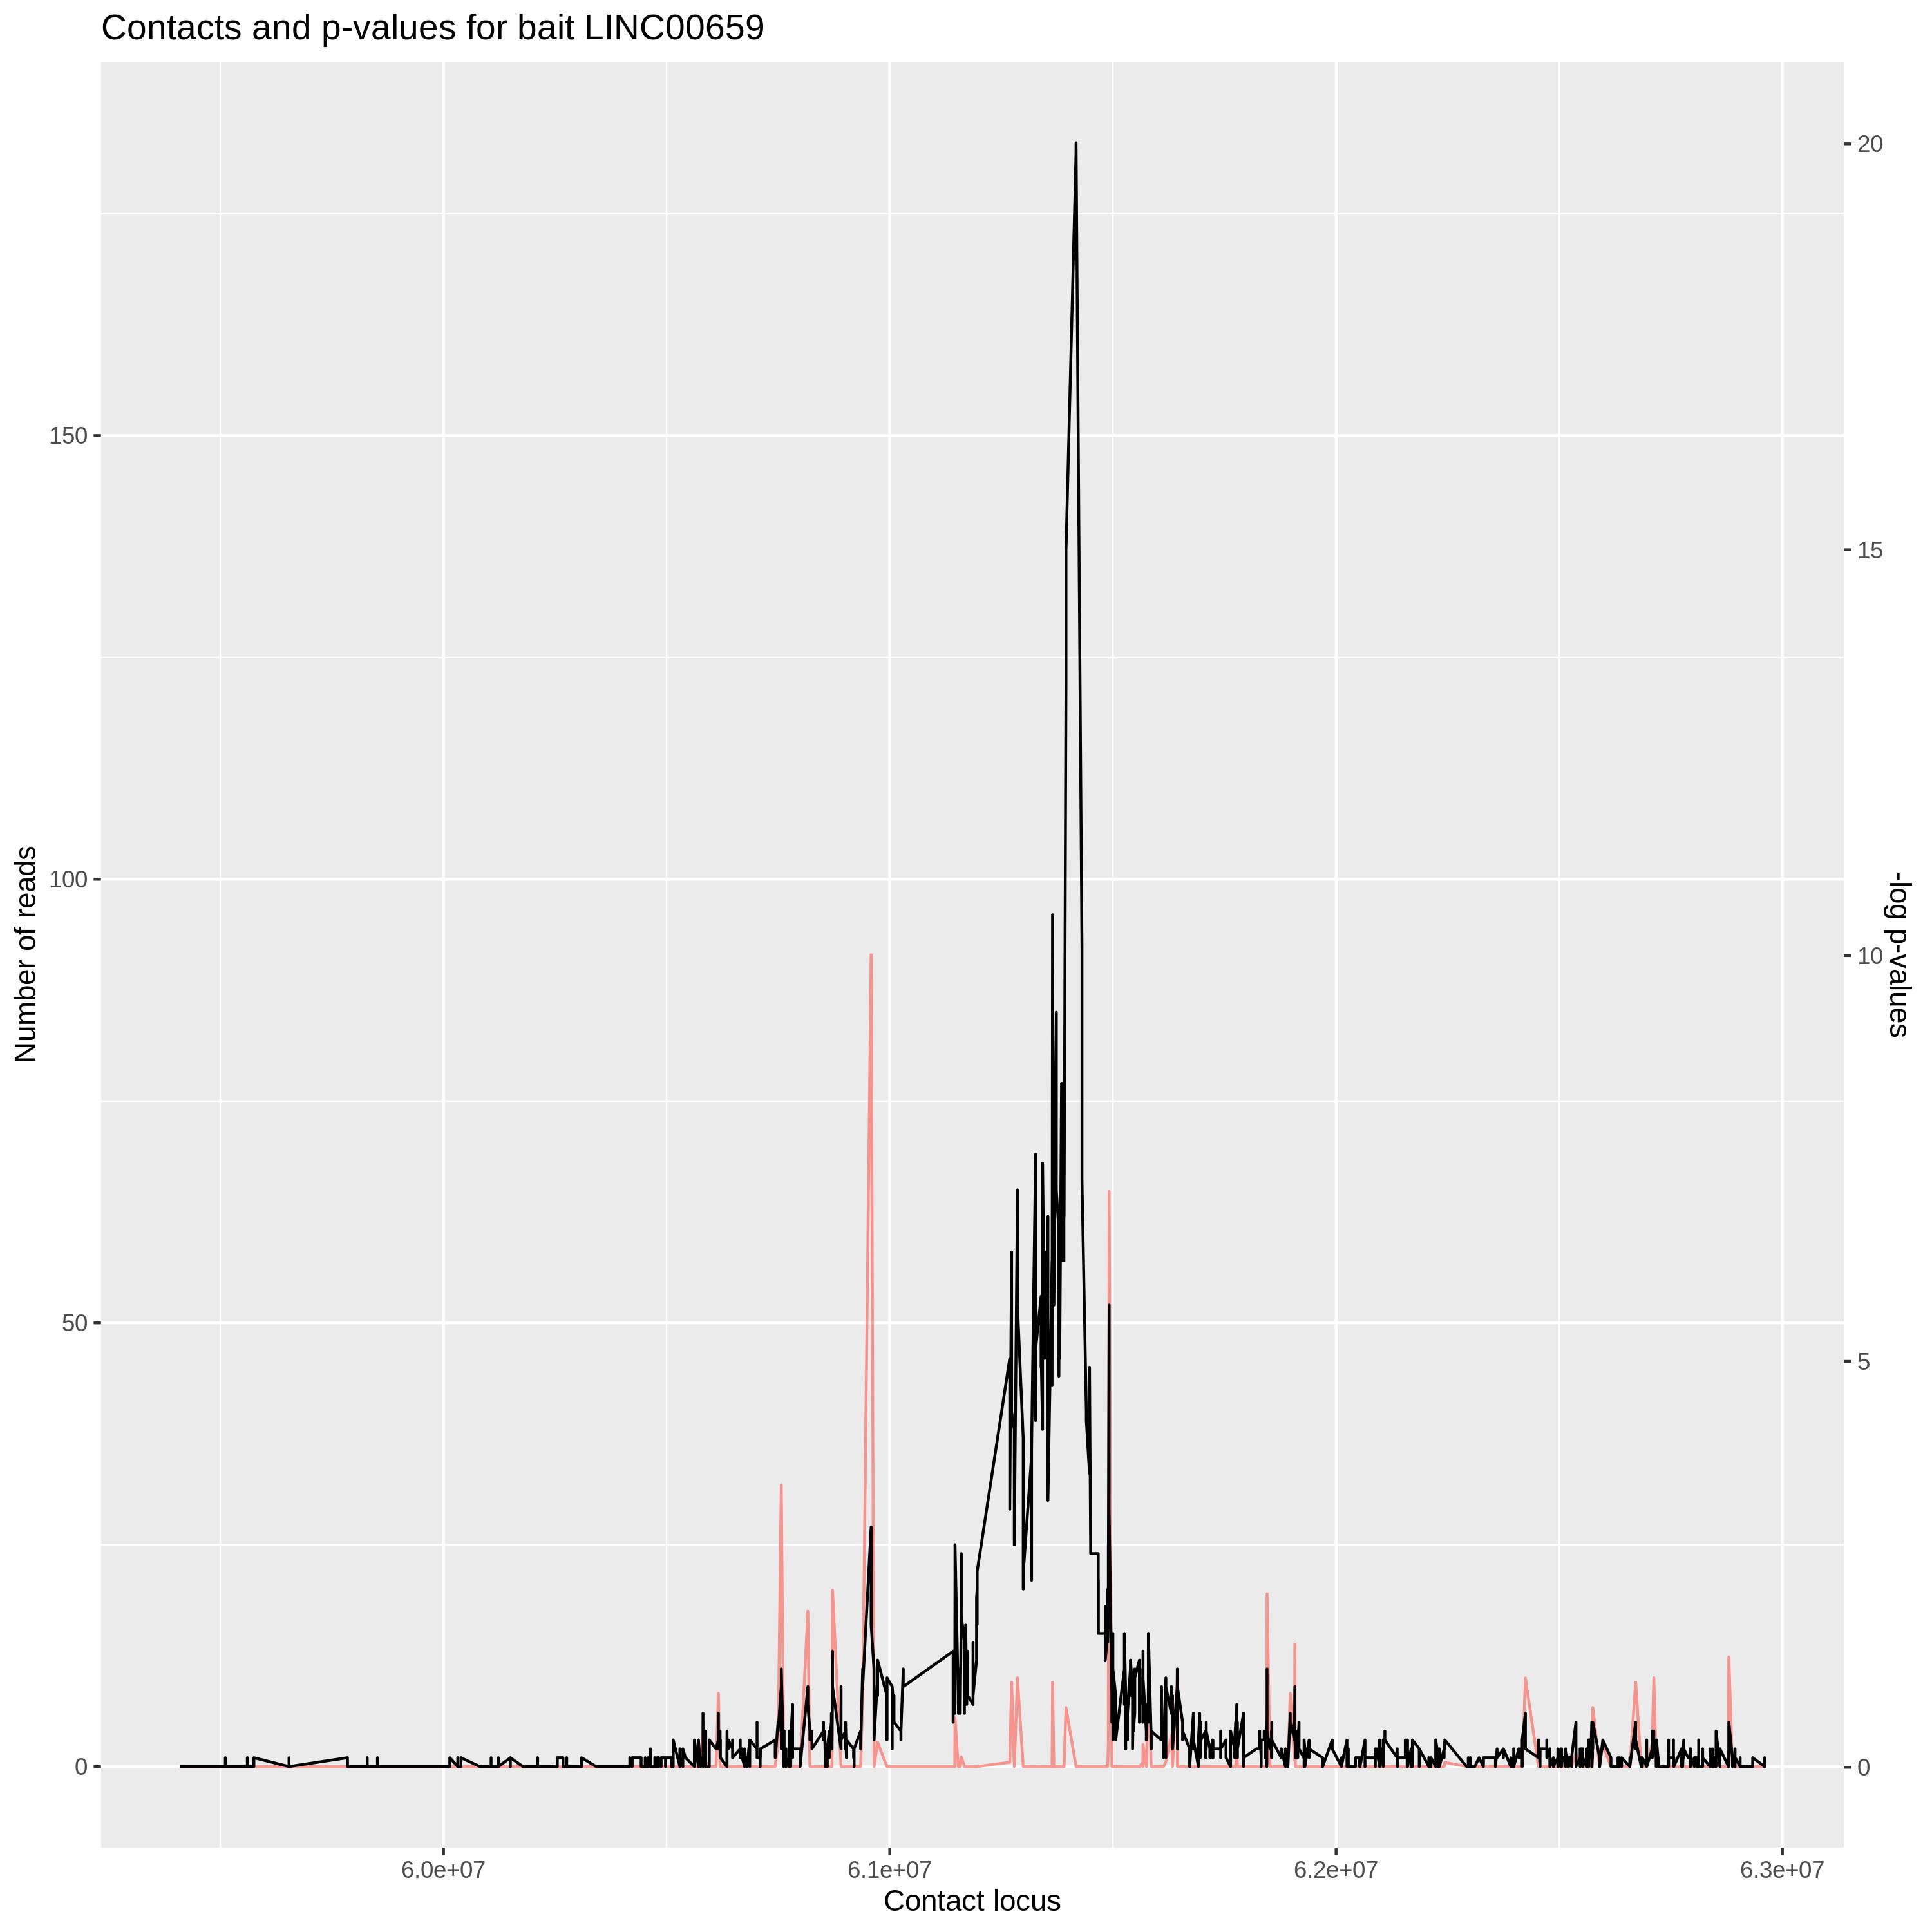 Contacts and p-values for bait LINC00659
Number of reads
150
100
50
0
20
15
10
5
0
-log p-values
6.0e+07
6.1e+07
6.2e+07
6.3e+07
Contact locus